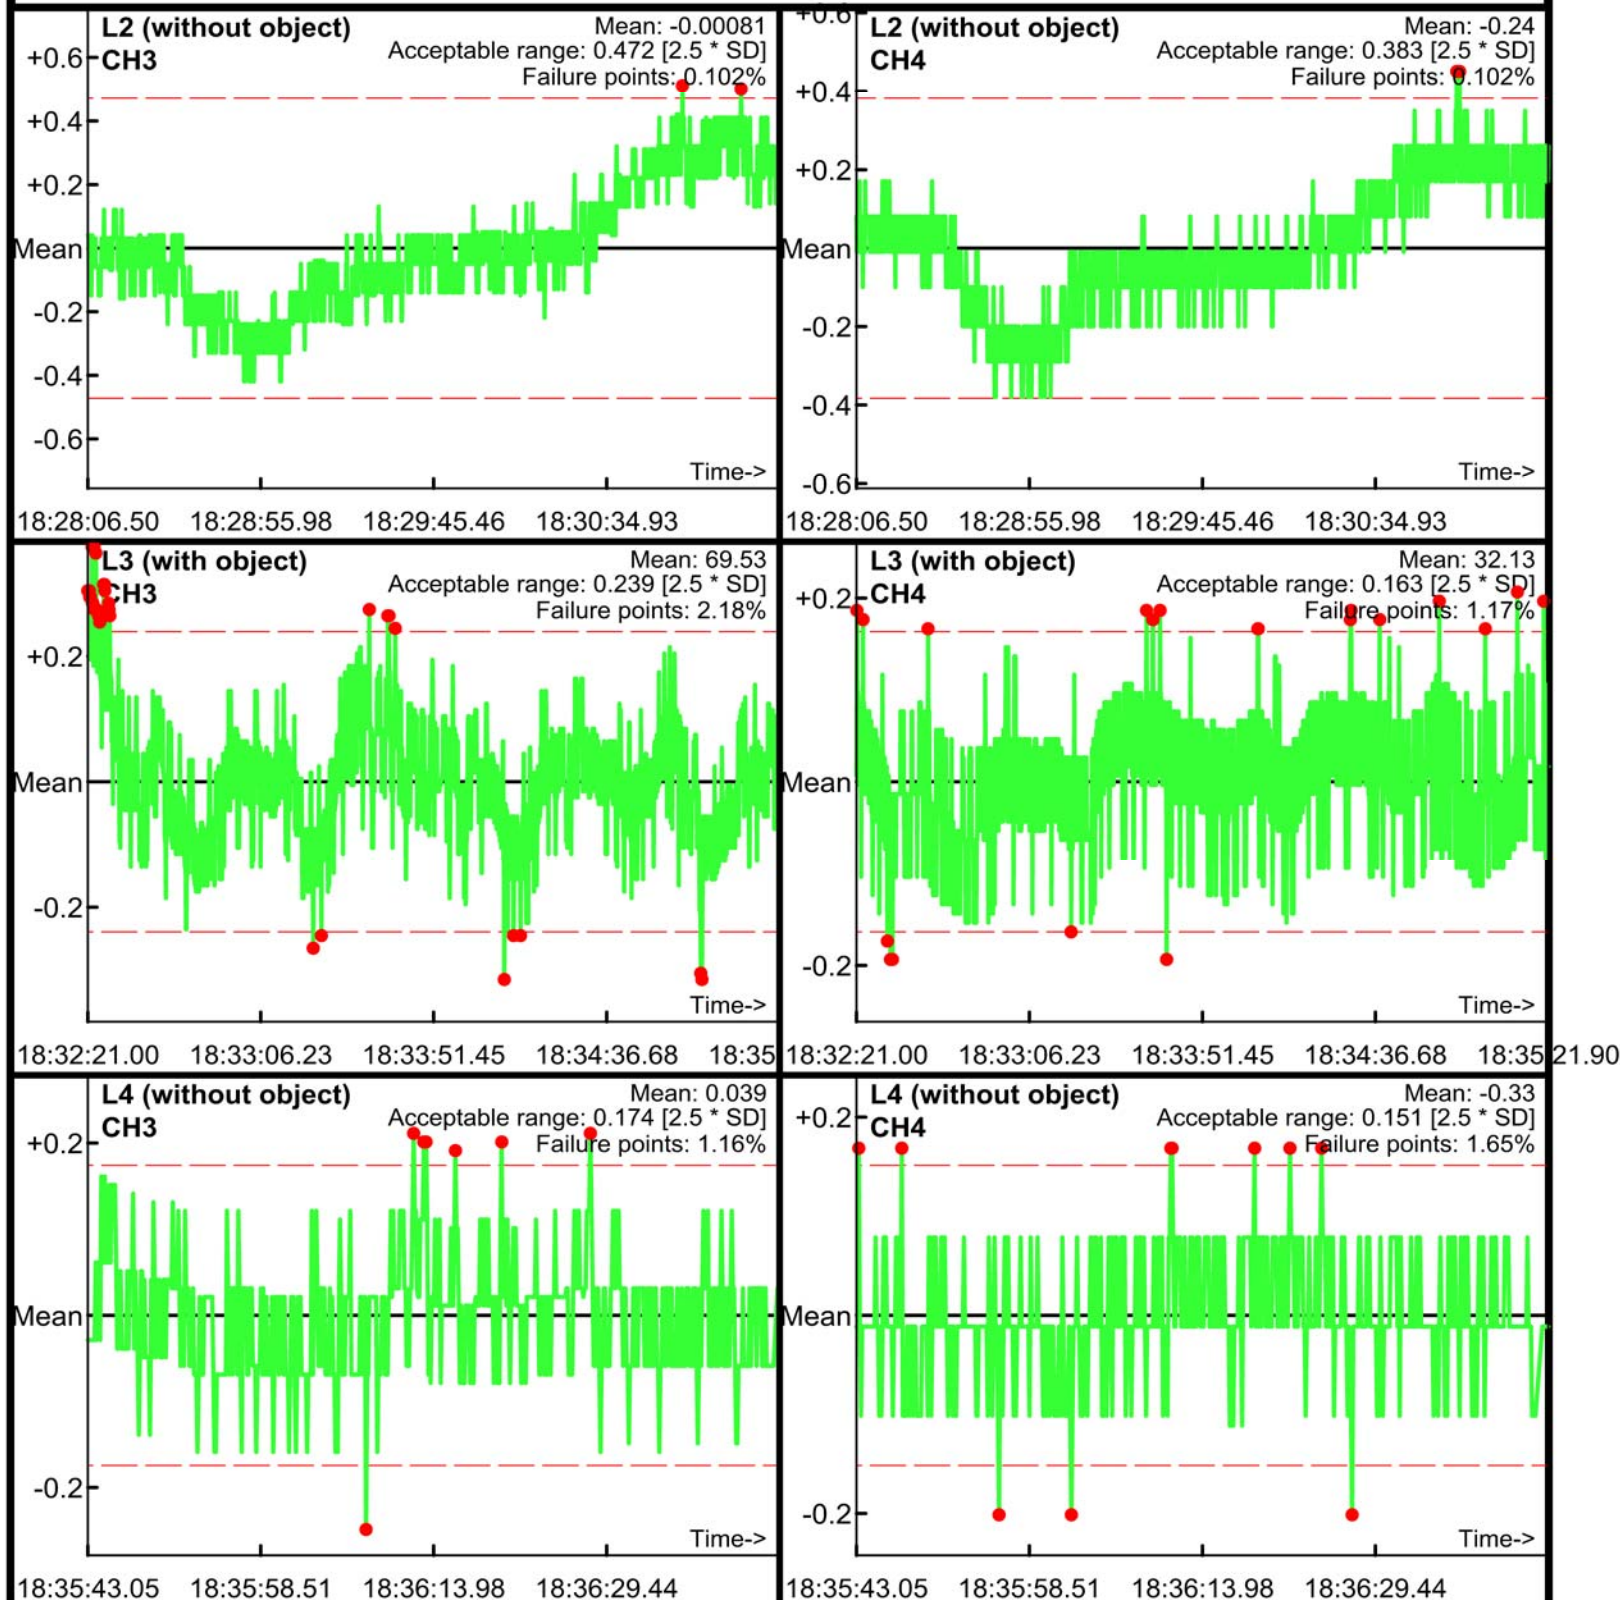 L2 (without object)
CH3
Mean: -0.00081
Acceptable range: 0.472 [2.5 * SD]
Failure points: 0.102%
+0.6
+0.4
+0.2
Mean
-0.2
-0.4
-0.6
Time->
18:28:06.50 18:28:55.98 18:29:45.46 18:30:34.93
L2 (without object)
CH4
Mean: -0.24
Acceptable range: 0.383 [2.5 * SD]
Failure points: 0.102%
+0.6
+0.4
+0.2
Mean
-0.2
-0.4
-0.6
Time->
18:28:06.50 18:28:55.98 18:29:45.46 18:30:34.93
L3 (with object)
CH3
Mean: 69.53
Acceptable range: 0.239 [2.5 * SD]
Failure points: 2.18%
+0.2
Mean
-0.2
Time->
18:32:21.00 18:33:06.23 18:33:51.45 18:34:36.68 18:35
L3 (with object)
CH4
Mean: 32.13
Acceptable range: 0.163 [2.5 * SD]
Failure points: 1.17%
+0.2
Mean
-0.2
Time->
18:32:21.00 18:33:06.23 18:33:51.45 18:34:36.68 18:35:21.90
L4 (without object)
CH3
Mean: 0.039
Acceptable range: 0.174 [2.5 * SD]
Failure points: 1.16%
+0.2
Mean
-0.2
Time->
18:35:43.05 18:35:58.51 18:36:13.98 18:36:29.44
L4 (without object)
CH4
Mean: -0.33
Acceptable range: 0.151 [2.5 * SD]
Failure points: 1.65%
+0.2
Mean
-0.2
Time->
18:35:43.05 18:35:58.51 18:36:13.98 18:36:29.44